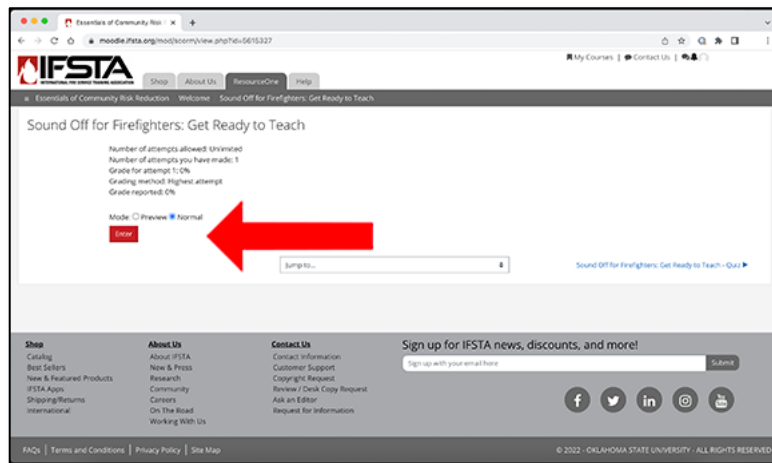 Essentials of Community Risk
moodle.ifsta.org/mod/scorm/view.php?id=5615327
My Courses | Contact Us |
IFSTA
INTERNATIONAL FIRE SERVICE TRAINING ASSOCIATION
Shop About Us ResourceOne Help
Essentials of Community Risk Reduction Welcome Sound Off for Firefighters: Get Ready to Teach
Sound Off for Firefighters: Get Ready to Teach
Number of attempts allowed: Unlimited
Number of attempts you have made: 1
Grade for attempt 1: 0%
Grading method: Highest attempt
Grade reported: 0%
Mode: Preview Normal
Enter
Jump to...
Sound Off for Firefighters: Get Ready to Teach - Quiz ▶
Shop
Catalog
Best Sellers
New & Featured Products
IFSTA Apps
Shipping/Returns
International
About Us
About IFSTA
New & Press
Research
Community
Careers
On The Road
Working With Us
Contact Us
Contact Information
Customer Support
Copyright Request
Review / Desk Copy Request
Ask an Editor
Request for Information
Sign up for IFSTA news, discounts, and more!
Sign up with your email here
Submit
FAQs | Terms and Conditions | Privacy Policy | Site Map
© 2022 - OKLAHOMA STATE UNIVERSITY - ALL RIGHTS RESERVED